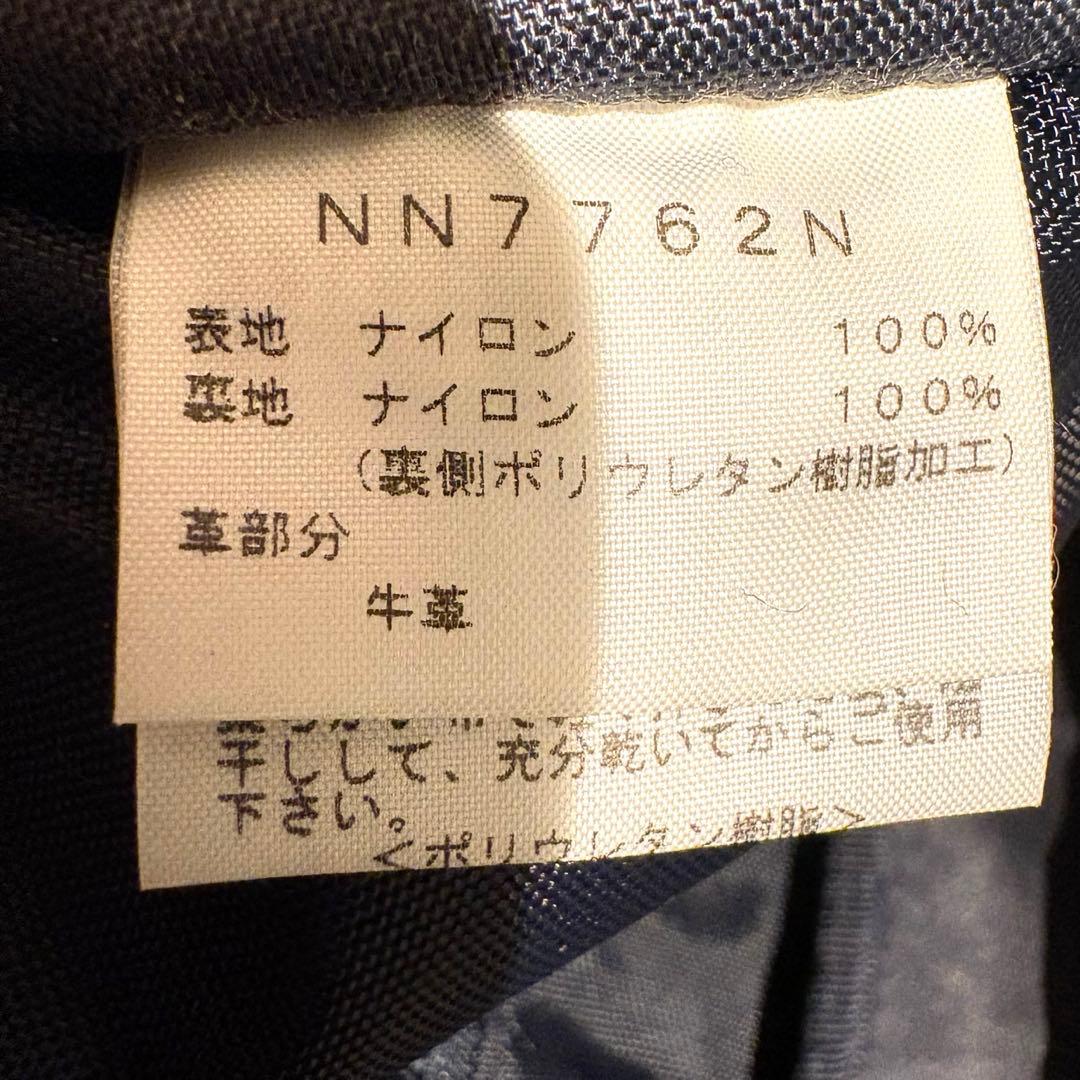 NN7762N
表地 ナイロン 100%
裏地 ナイロン 100%
(裏側ポリウレタン樹脂加工)
革部分
牛革
干しして、充分乾いてからご使用
下さい。
<ポリウレタン樹脂>